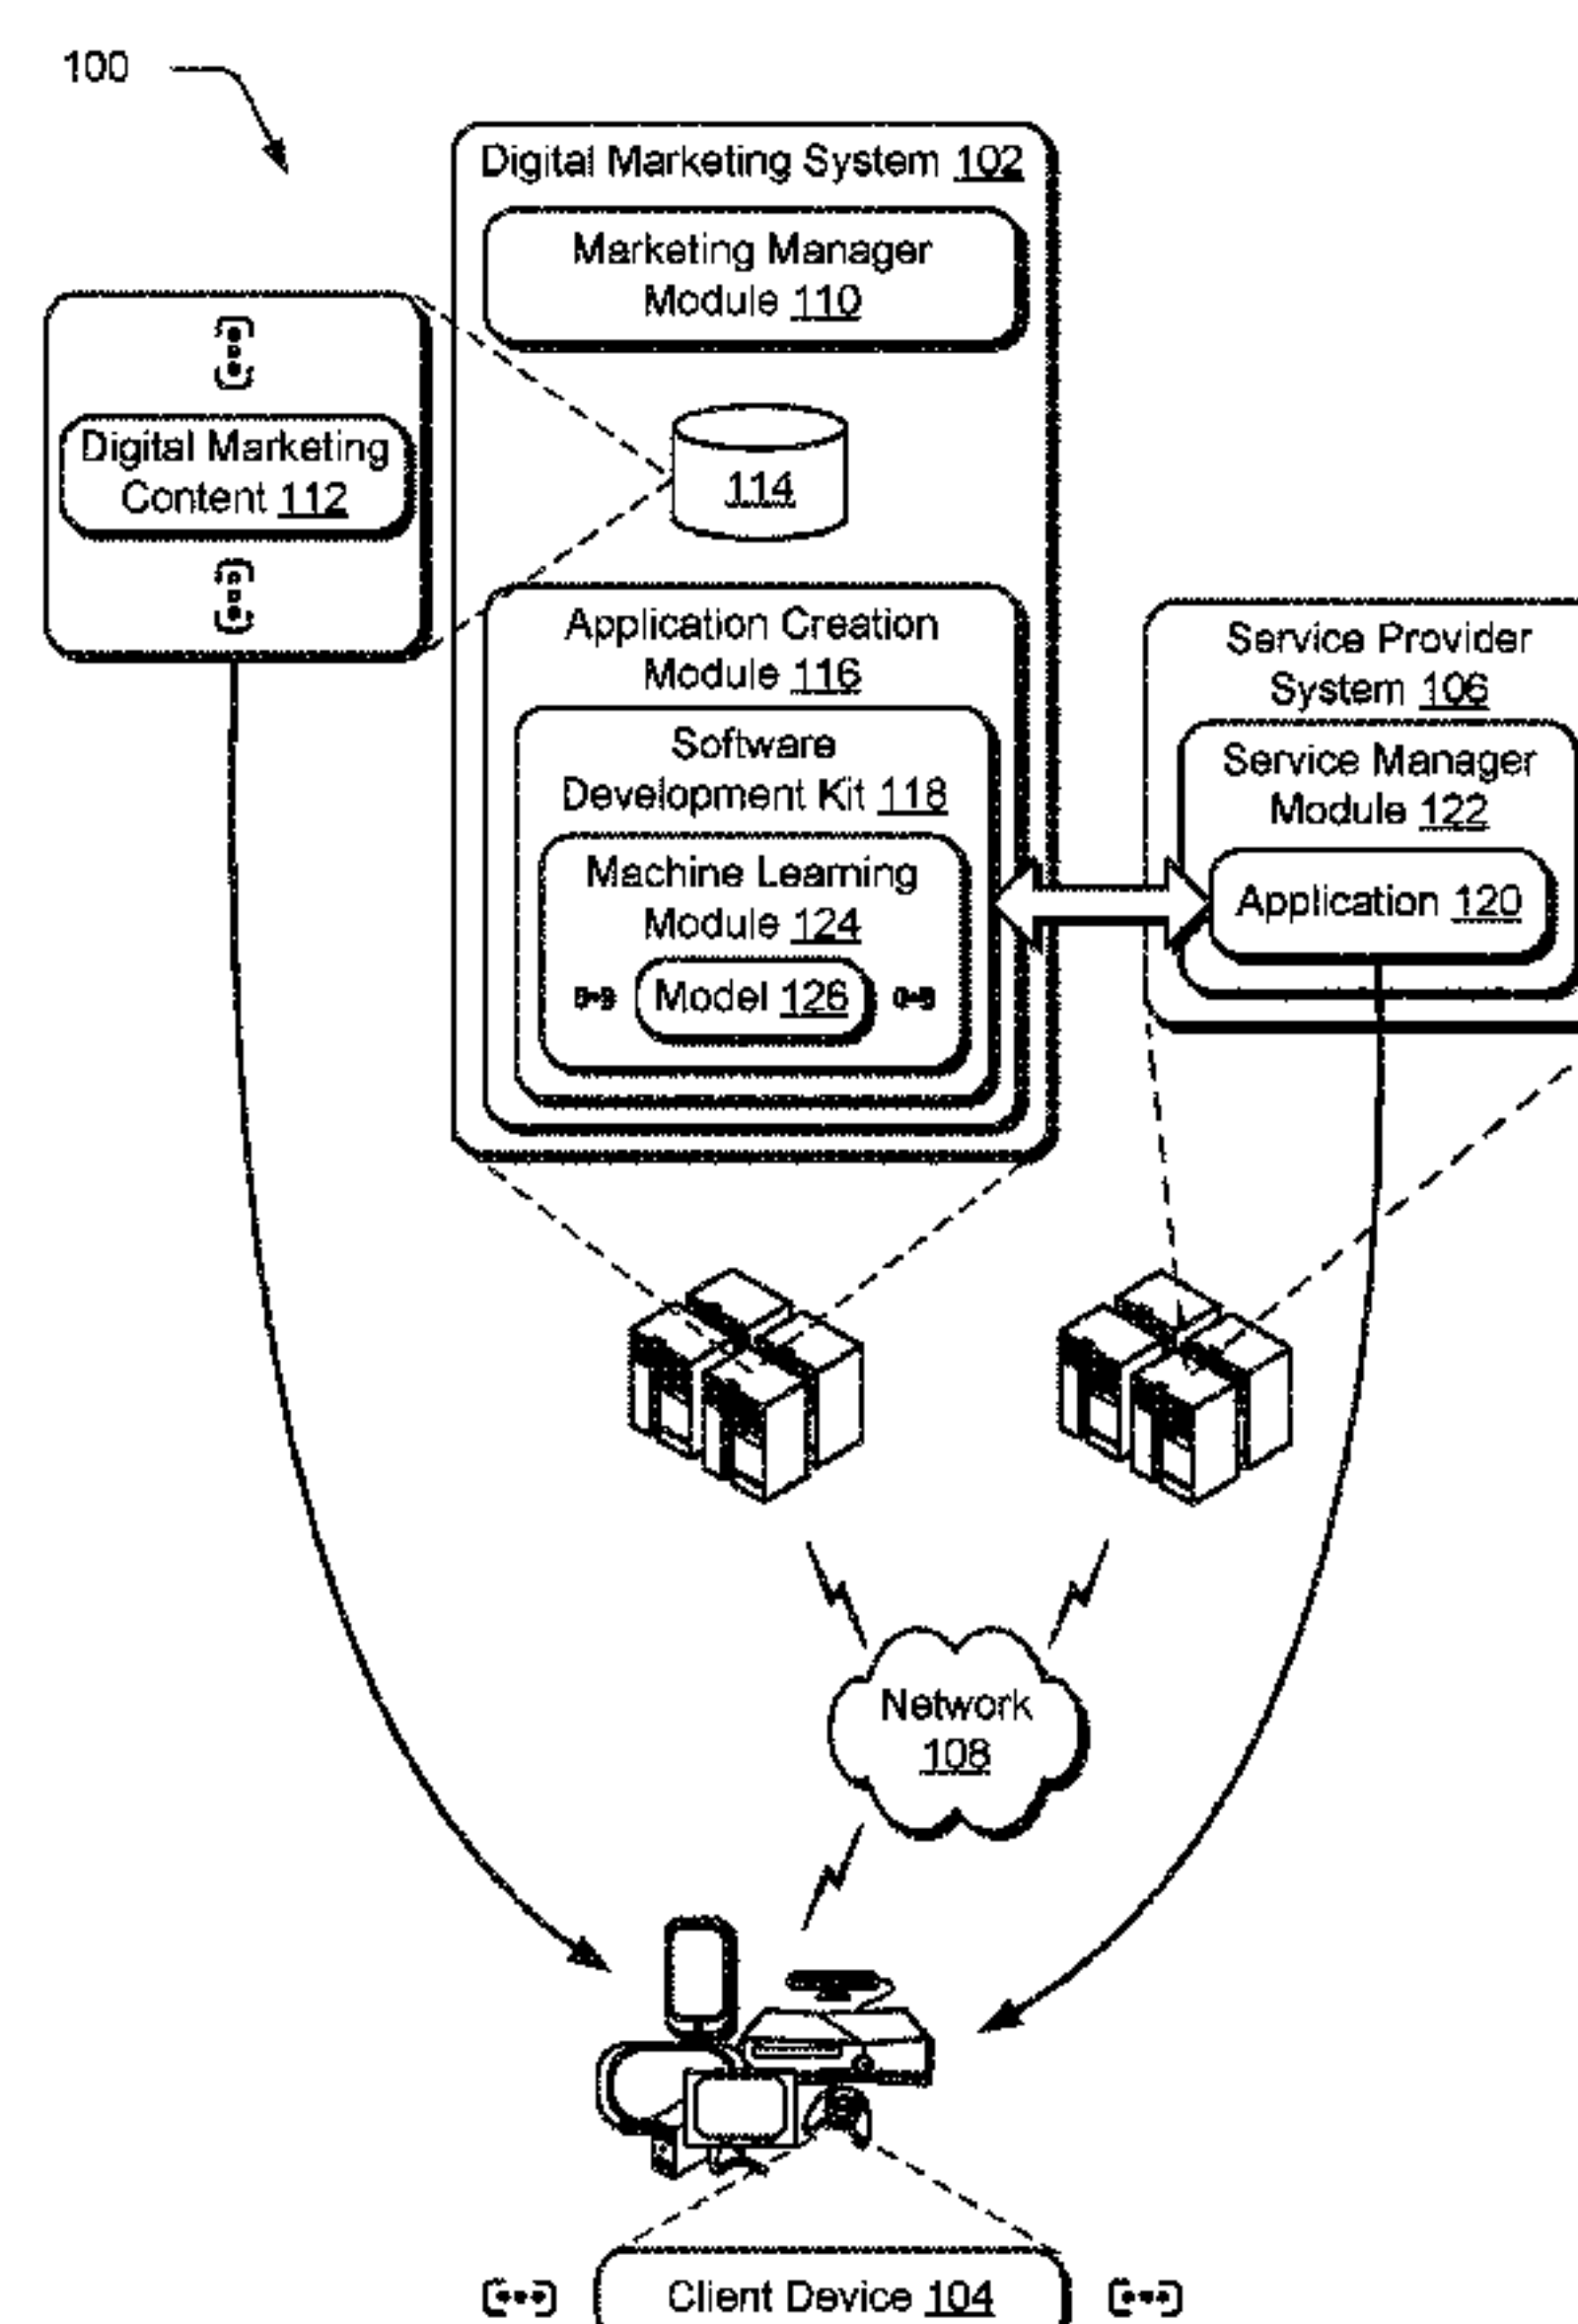 100
Digital Marketing System 102
Marketing Manager
Module 110
Digital Marketing
Content 112
114
Application Creation
Module 116
Software
Development Kit 118
Machine Learning
Module 124
Model 126
Service Provider
System 106
Service Manager
Module 122
Application 120
Network
108
Client Device 104